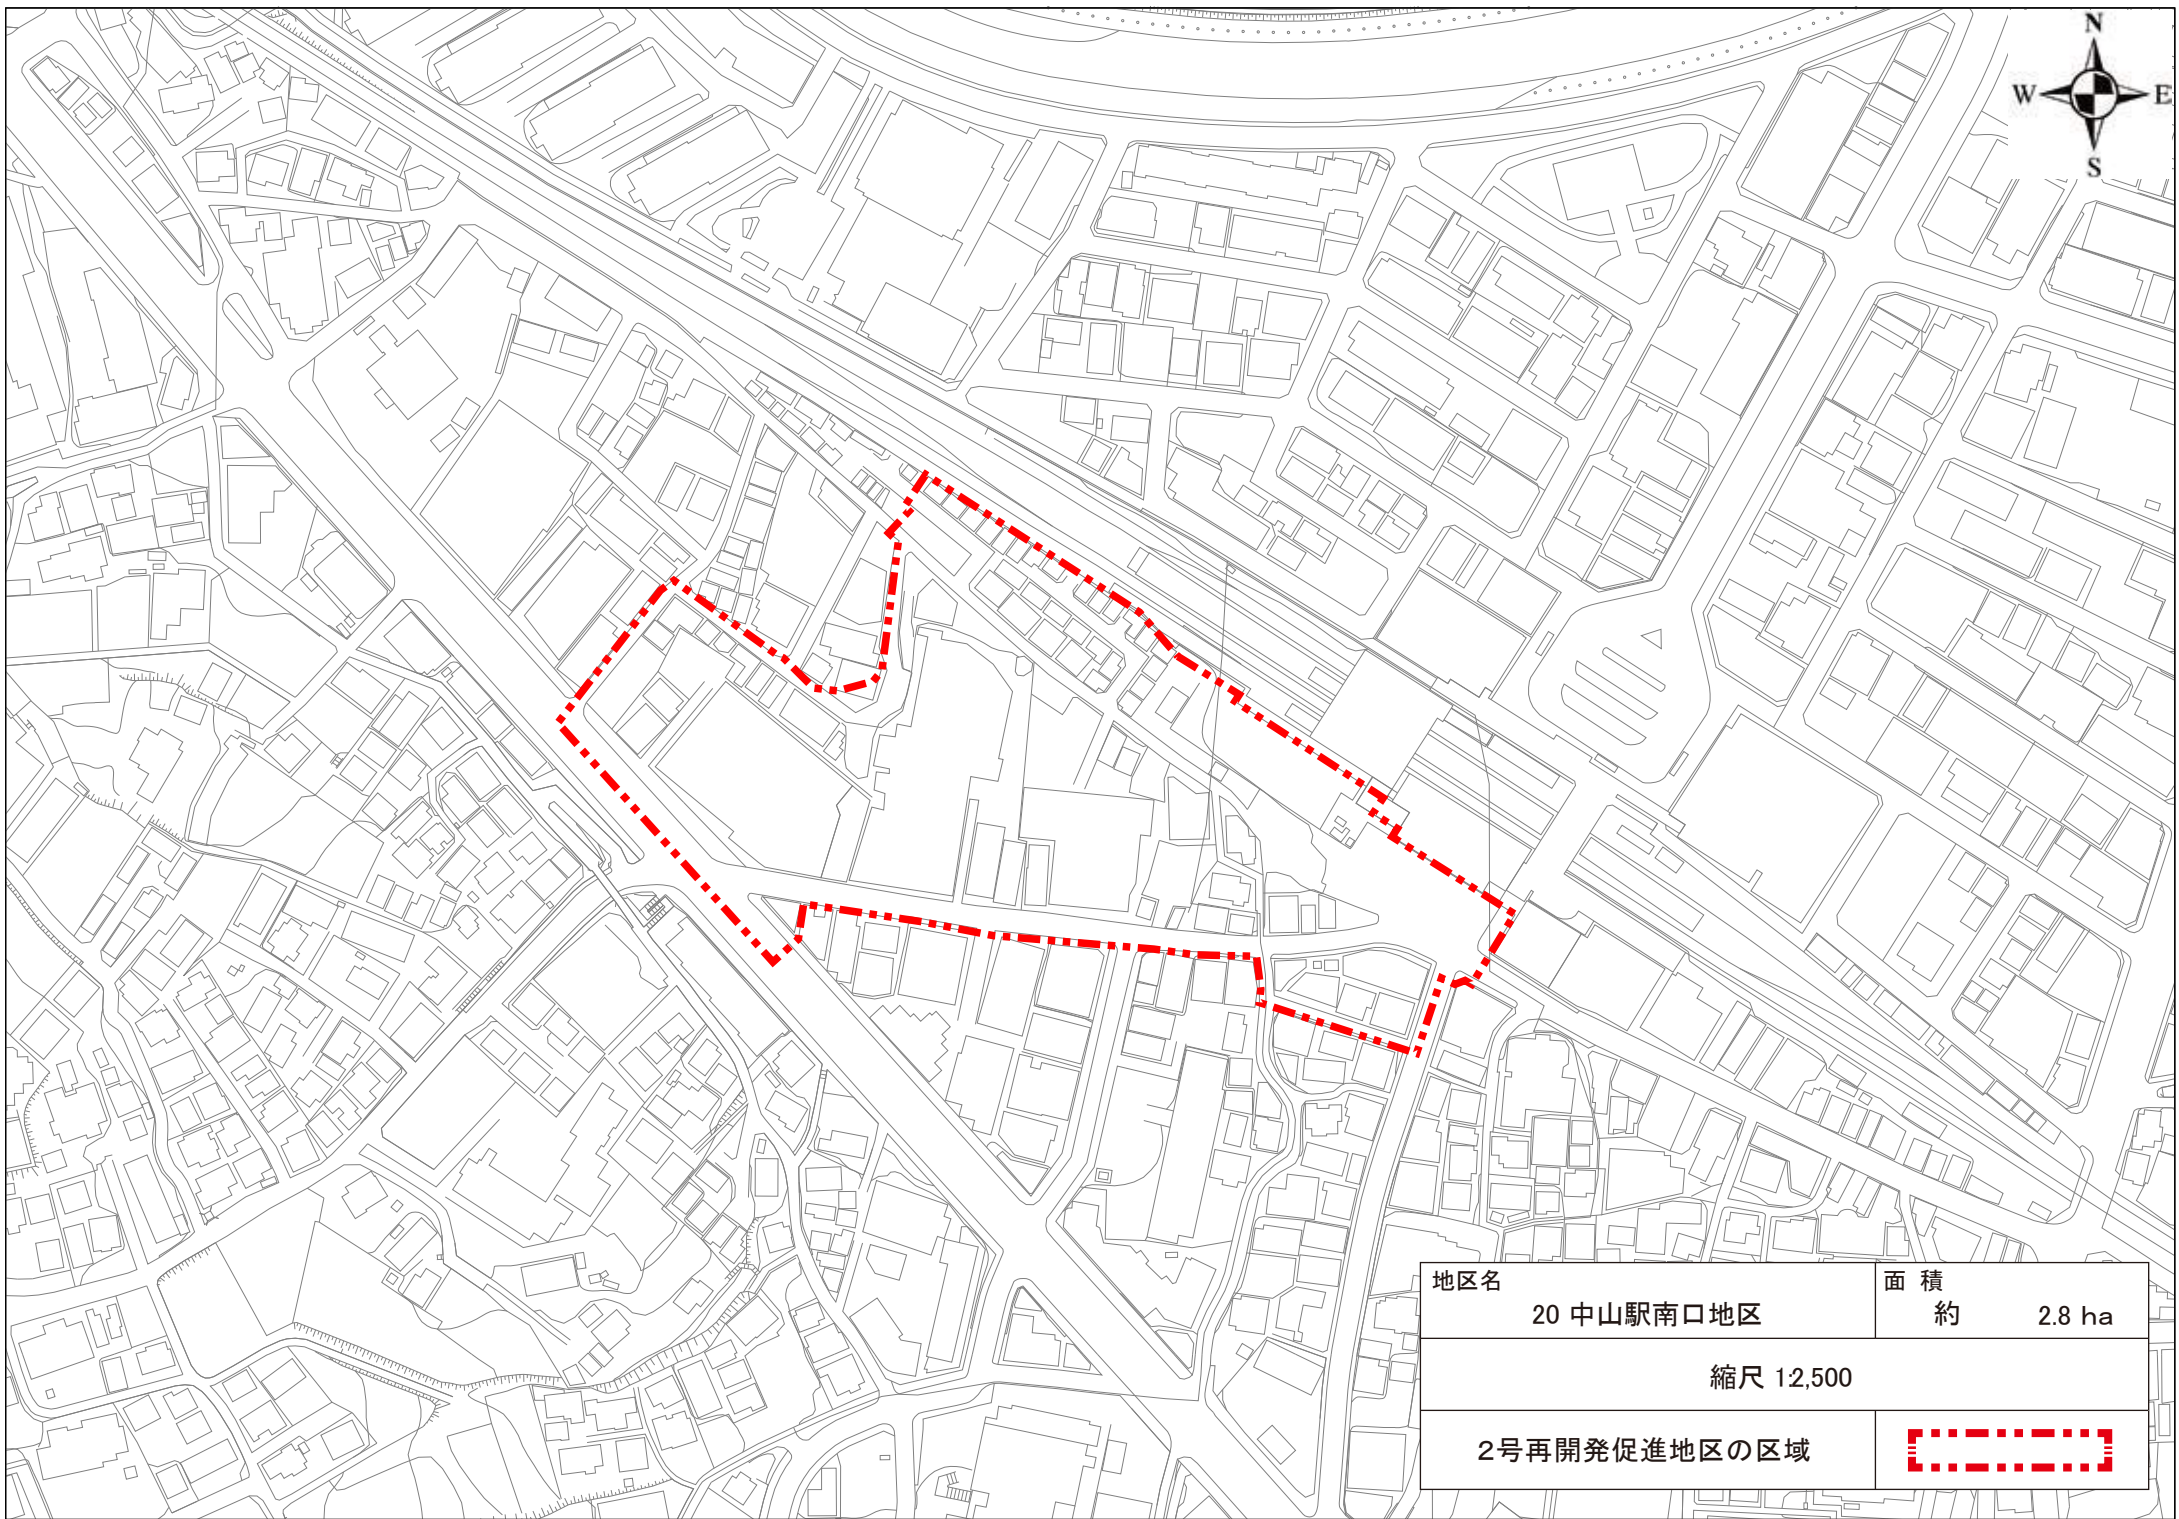 N
W E
S
地区名
20 中山駅南口地区
面 積
約 2.8 ha
縮尺 1:2,500
2号再開発促進地区の区域